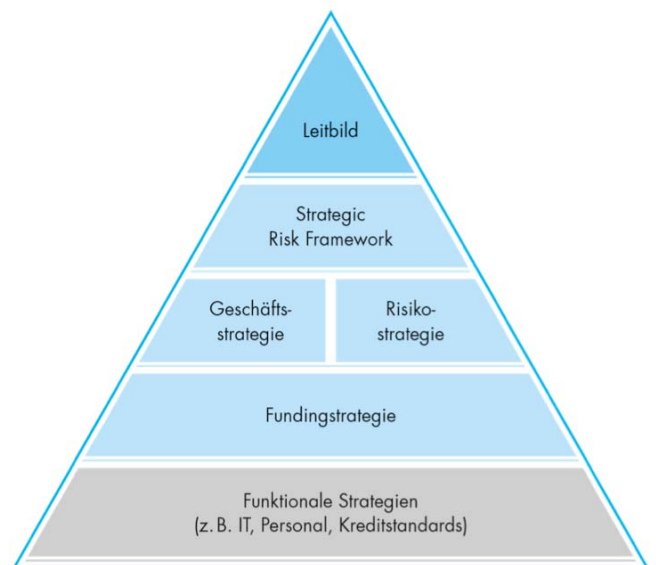 Leitbild
Strategic
Risk Framework
Geschäfts-
strategie
Risiko-
strategie
Fundingstrategie
Funktionale Strategien
(z. B. IT, Personal, Kreditstandards)